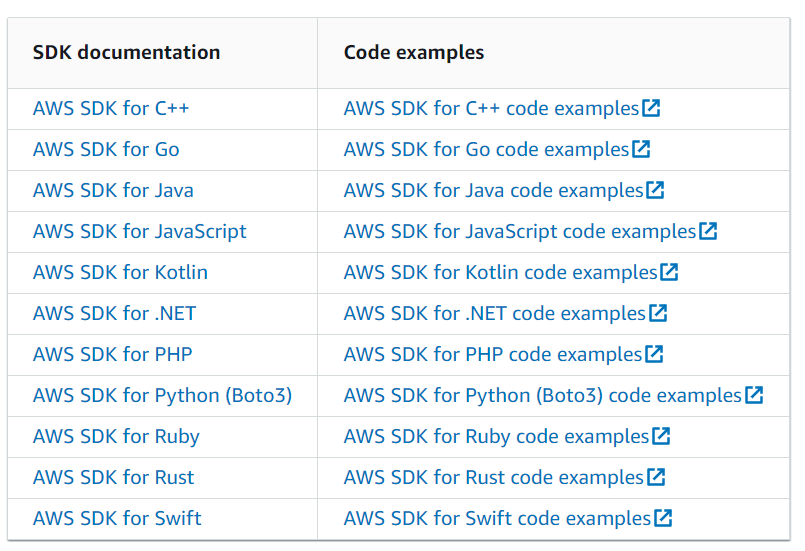 SDK documentation Code examples
AWS SDK for C++ AWS SDK for C++ code examples
AWS SDK for Go AWS SDK for Go code examples
AWS SDK for Java AWS SDK for Java code examples
AWS SDK for JavaScript AWS SDK for JavaScript code examples
AWS SDK for Kotlin AWS SDK for Kotlin code examples
AWS SDK for .NET AWS SDK for .NET code examples
AWS SDK for PHP AWS SDK for PHP code examples
AWS SDK for Python (Boto3) AWS SDK for Python (Boto3) code examples
AWS SDK for Ruby AWS SDK for Ruby code examples
AWS SDK for Rust AWS SDK for Rust code examples
AWS SDK for Swift AWS SDK for Swift code examples